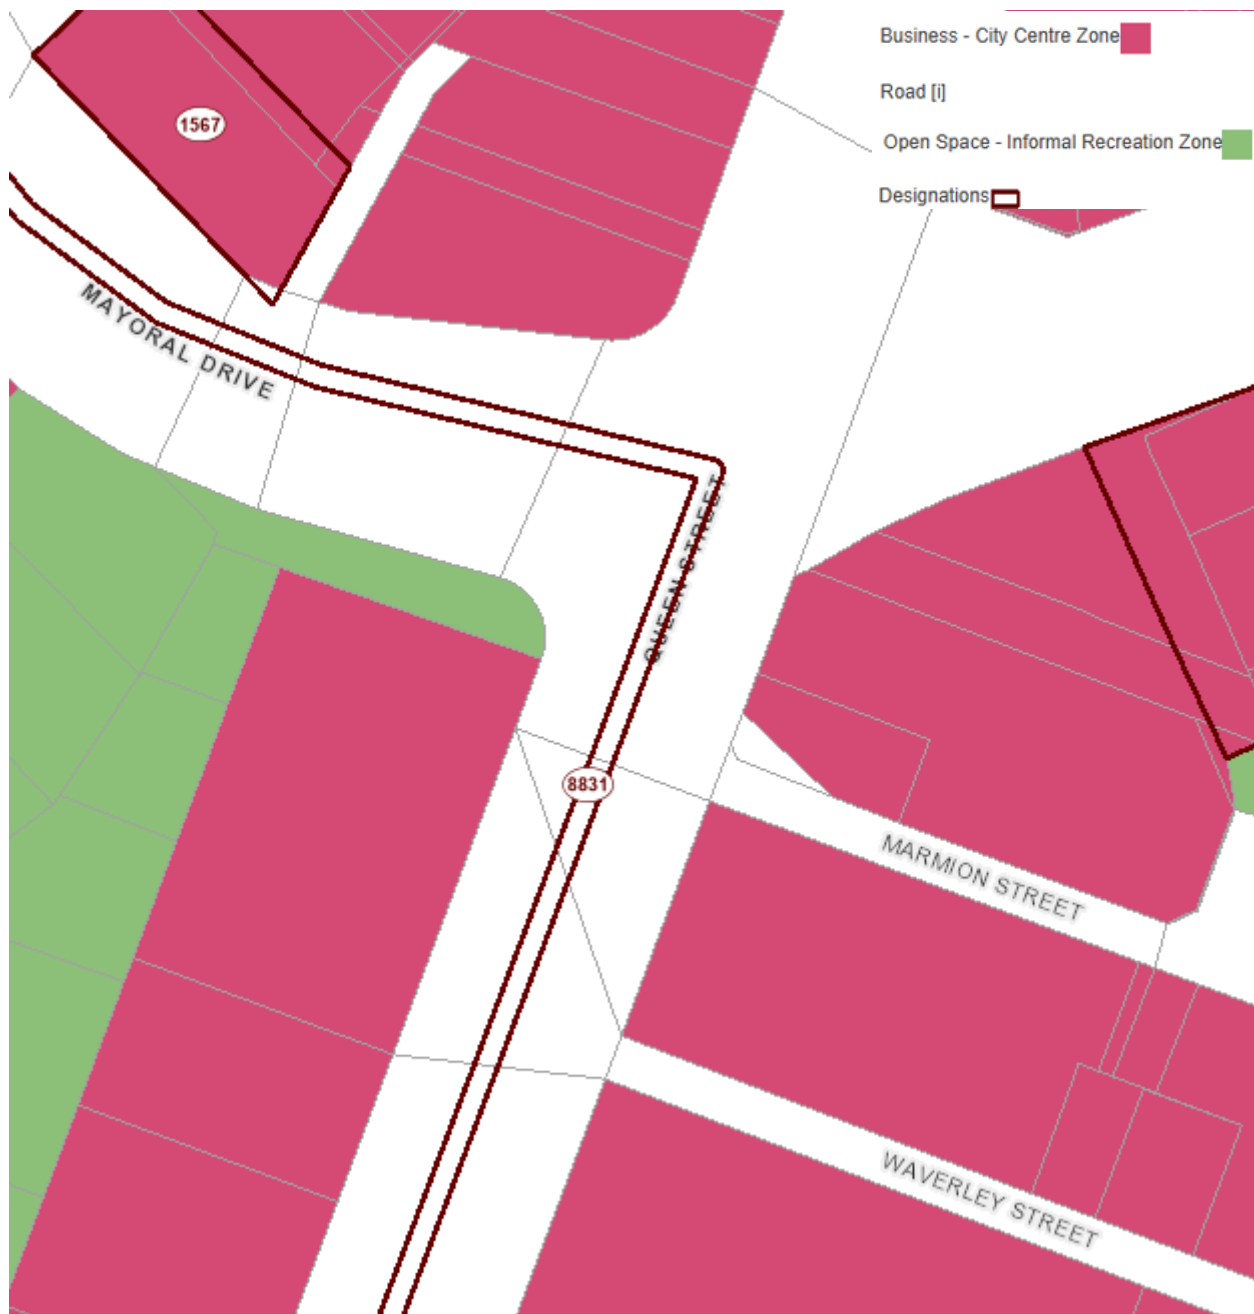 Business - City Centre Zone
Road [i]
Open Space - Informal Recreation Zone
Designations
1567
MAYORAL DRIVE
QUEEN STREET
8831
MARMION STREET
WAVERLEY STREET